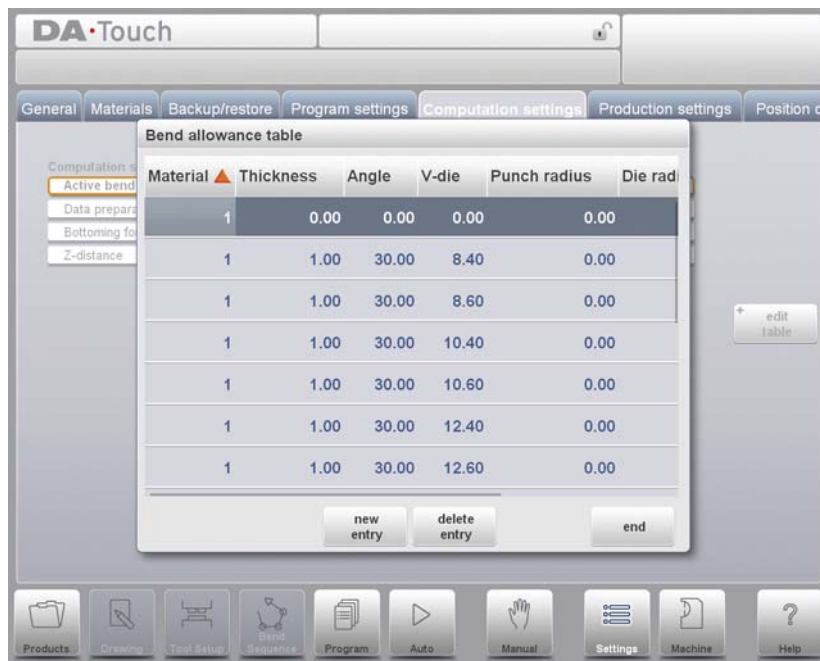 DA·Touch
General Materials Backup/restore Program settings Computation settings Production settings Position
Bend allowance table
Computation
Material Thickness Angle V-die Punch radius Die
Active bend
1 0.00 0.00 0.00 0.00
Data
Bottoming
Z-distance
1 1.00 30.00 8.40 0.00
1 1.00 30.00 8.60 0.00
edit
table
1 1.00 30.00 10.40 0.00
1 1.00 30.00 10.60 0.00
1 1.00 30.00 12.40 0.00
1 1.00 30.00 12.60 0.00
new
entry
delete
entry
end
Products Drawing Tool Setup Bend
Sequence Program Auto Manual Settings Machine Help